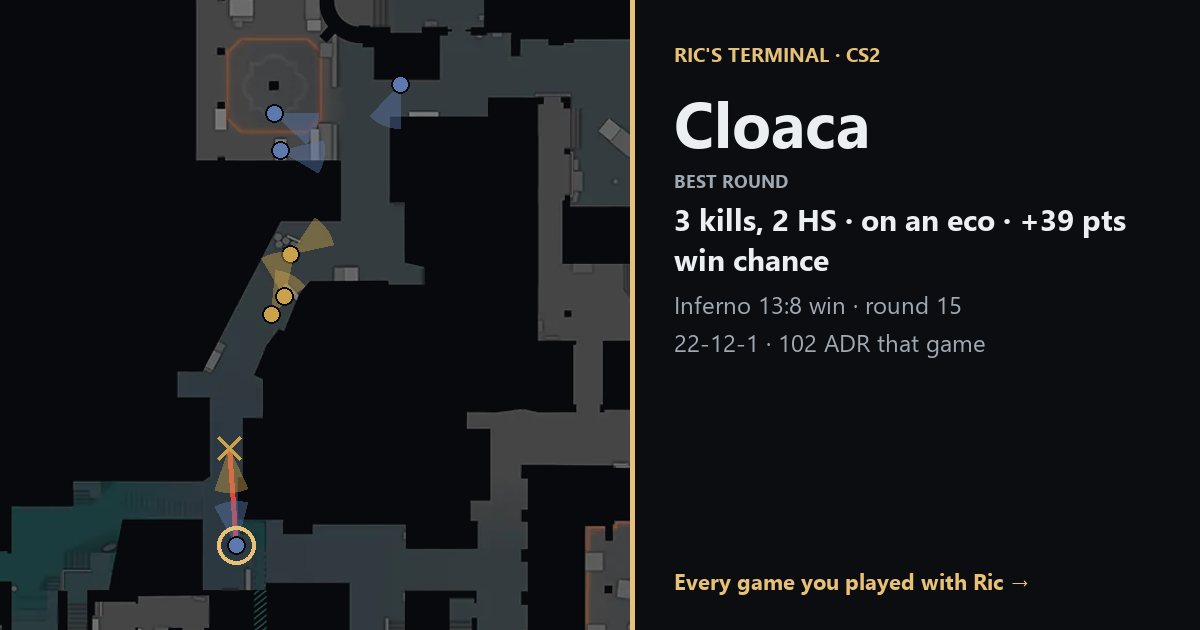 RIC'S TERMINAL · CS2
Cloaca
BEST ROUND
3 kills, 2 HS · on an eco · +39 pts
win chance
Inferno 13:8 win · round 15
22-12-1 · 102 ADR that game
Every game you played with Ric →